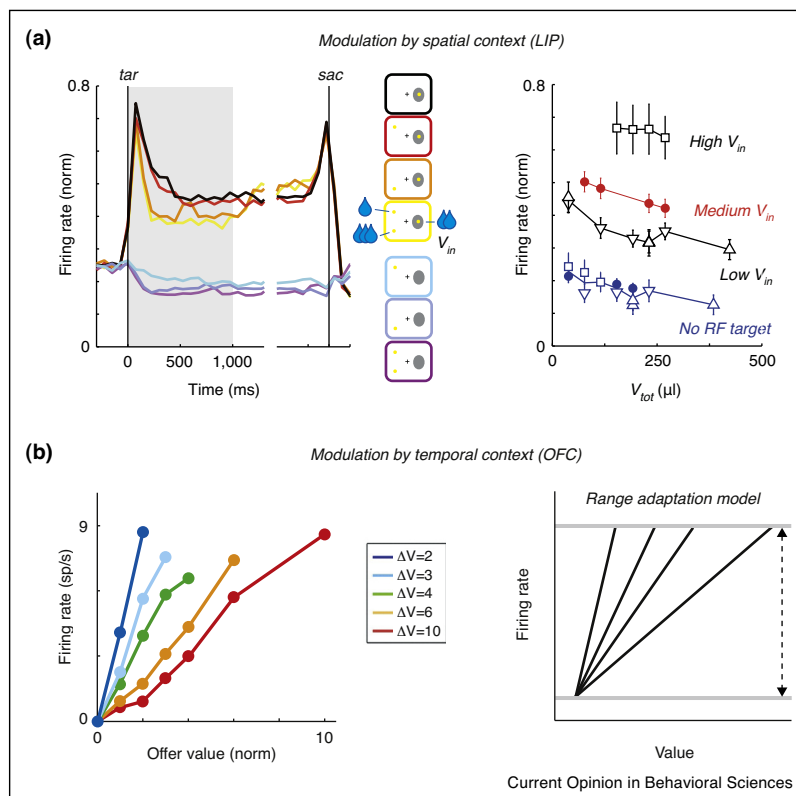 (a)
Modulation by spatial context (LIP)
tar
sac
0.8
0
Firing rate (norm)
0
500
1,000
Time (ms)
+
+
+
+
V_in
+
+
+
0.8
0
Firing rate (norm)
High V_in
Medium V_in
Low V_in
No RF target
0
250
500
V_tot (µl)
(b)
Modulation by temporal context (OFC)
9
0
Firing rate (sp/s)
0
10
Offer value (norm)
ΔV=2
ΔV=3
ΔV=4
ΔV=6
ΔV=10
Range adaptation model
Firing rate
Value
Current Opinion in Behavioral Sciences